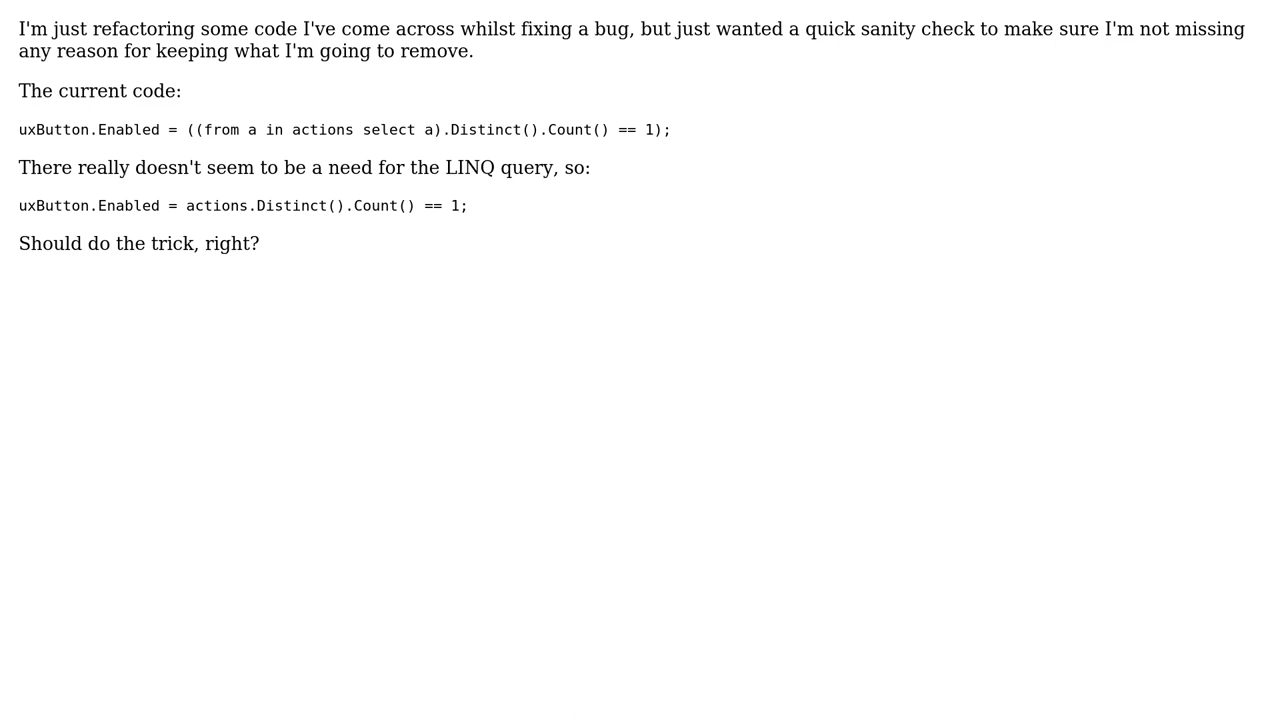 I'm just refactoring some code I've come across whilst fixing a bug, but just wanted a quick sanity check to make sure I'm not missing
any reason for keeping what I'm going to remove.
The current code:
uxButton.Enabled = ((from a in actions select a).Distinct().Count() == 1);
There really doesn't seem to be a need for the LINQ query, so:
uxButton.Enabled = actions.Distinct().Count() == 1;
Should do the trick, right?